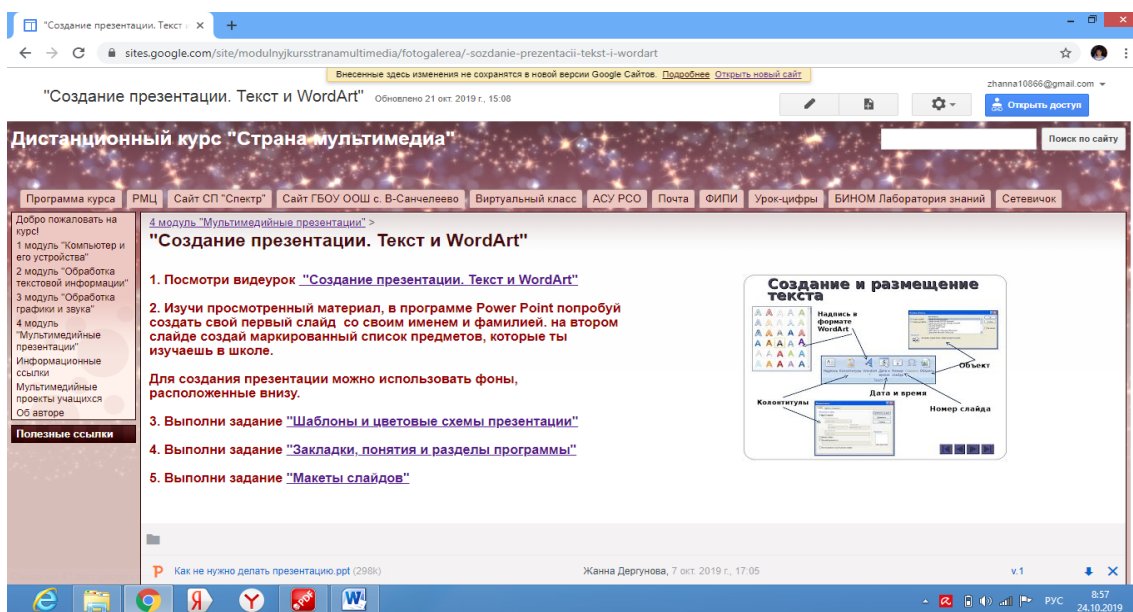 "Создание презентации. Текст
sites.google.com/site/modulnyjkursstranamultimedia/fotogalerea/-sozdanie-prezentacii-tekst-i-wordart
Внесенные здесь изменения не сохранятся в новой версии Google Сайтов. Подробнее Открыть новый сайт
zhanna10866@gmail.com
"Создание презентации. Текст и WordArt" Обновлено 21 окт. 2019 г., 15:08
Открыть доступ
Дистанционный курс "Страна мультимедиа"
Поиск по сайту
Программа курса РМЦ Сайт СП "Спектр" Сайт ГБОУ ООШ с. В-Санчелеево Виртуальный класс АСУ РСО Почта ФИПИ Урок-цифры БИНОМ Лаборатория знаний Сетевичок
Добро пожаловать на
курс!
1 модуль "Компьютер и
его устройства"
2 модуль "Обработка
текстовой информации"
3 модуль "Обработка
графики и звука"
4 модуль
"Мультимедийные
презентации"
Информационные
ссылки
Мультимедийные
проекты учащихся
Об авторе
Полезные ссылки
4 модуль "Мультимедийные презентации" >
"Создание презентации. Текст и WordArt"
1. Посмотри видеурок "Создание презентации. Текст и WordArt"
2. Изучи просмотренный материал, в программе Power Point попробуй
создать свой первый слайд со своим именем и фамилией. на втором
слайде создай маркированный список предметов, которые ты
изучаешь в школе.
Для создания презентации можно использовать фоны,
расположенные внизу.
3. Выполни задание "Шаблоны и цветовые схемы презентации"
4. Выполни задание "Закладки, понятия и разделы программы"
5. Выполни задание "Макеты слайдов"
Создание и размещение
текста
Надпись в
формате
WordArt
Объект
Дата и время
Колонтитулы
Номер слайда
Как не нужно делать презентацию.ppt (298k) Жанна Дергунова, 7 окт. 2019 г., 17:05 v.1
РУС
8:57
24.10.2019